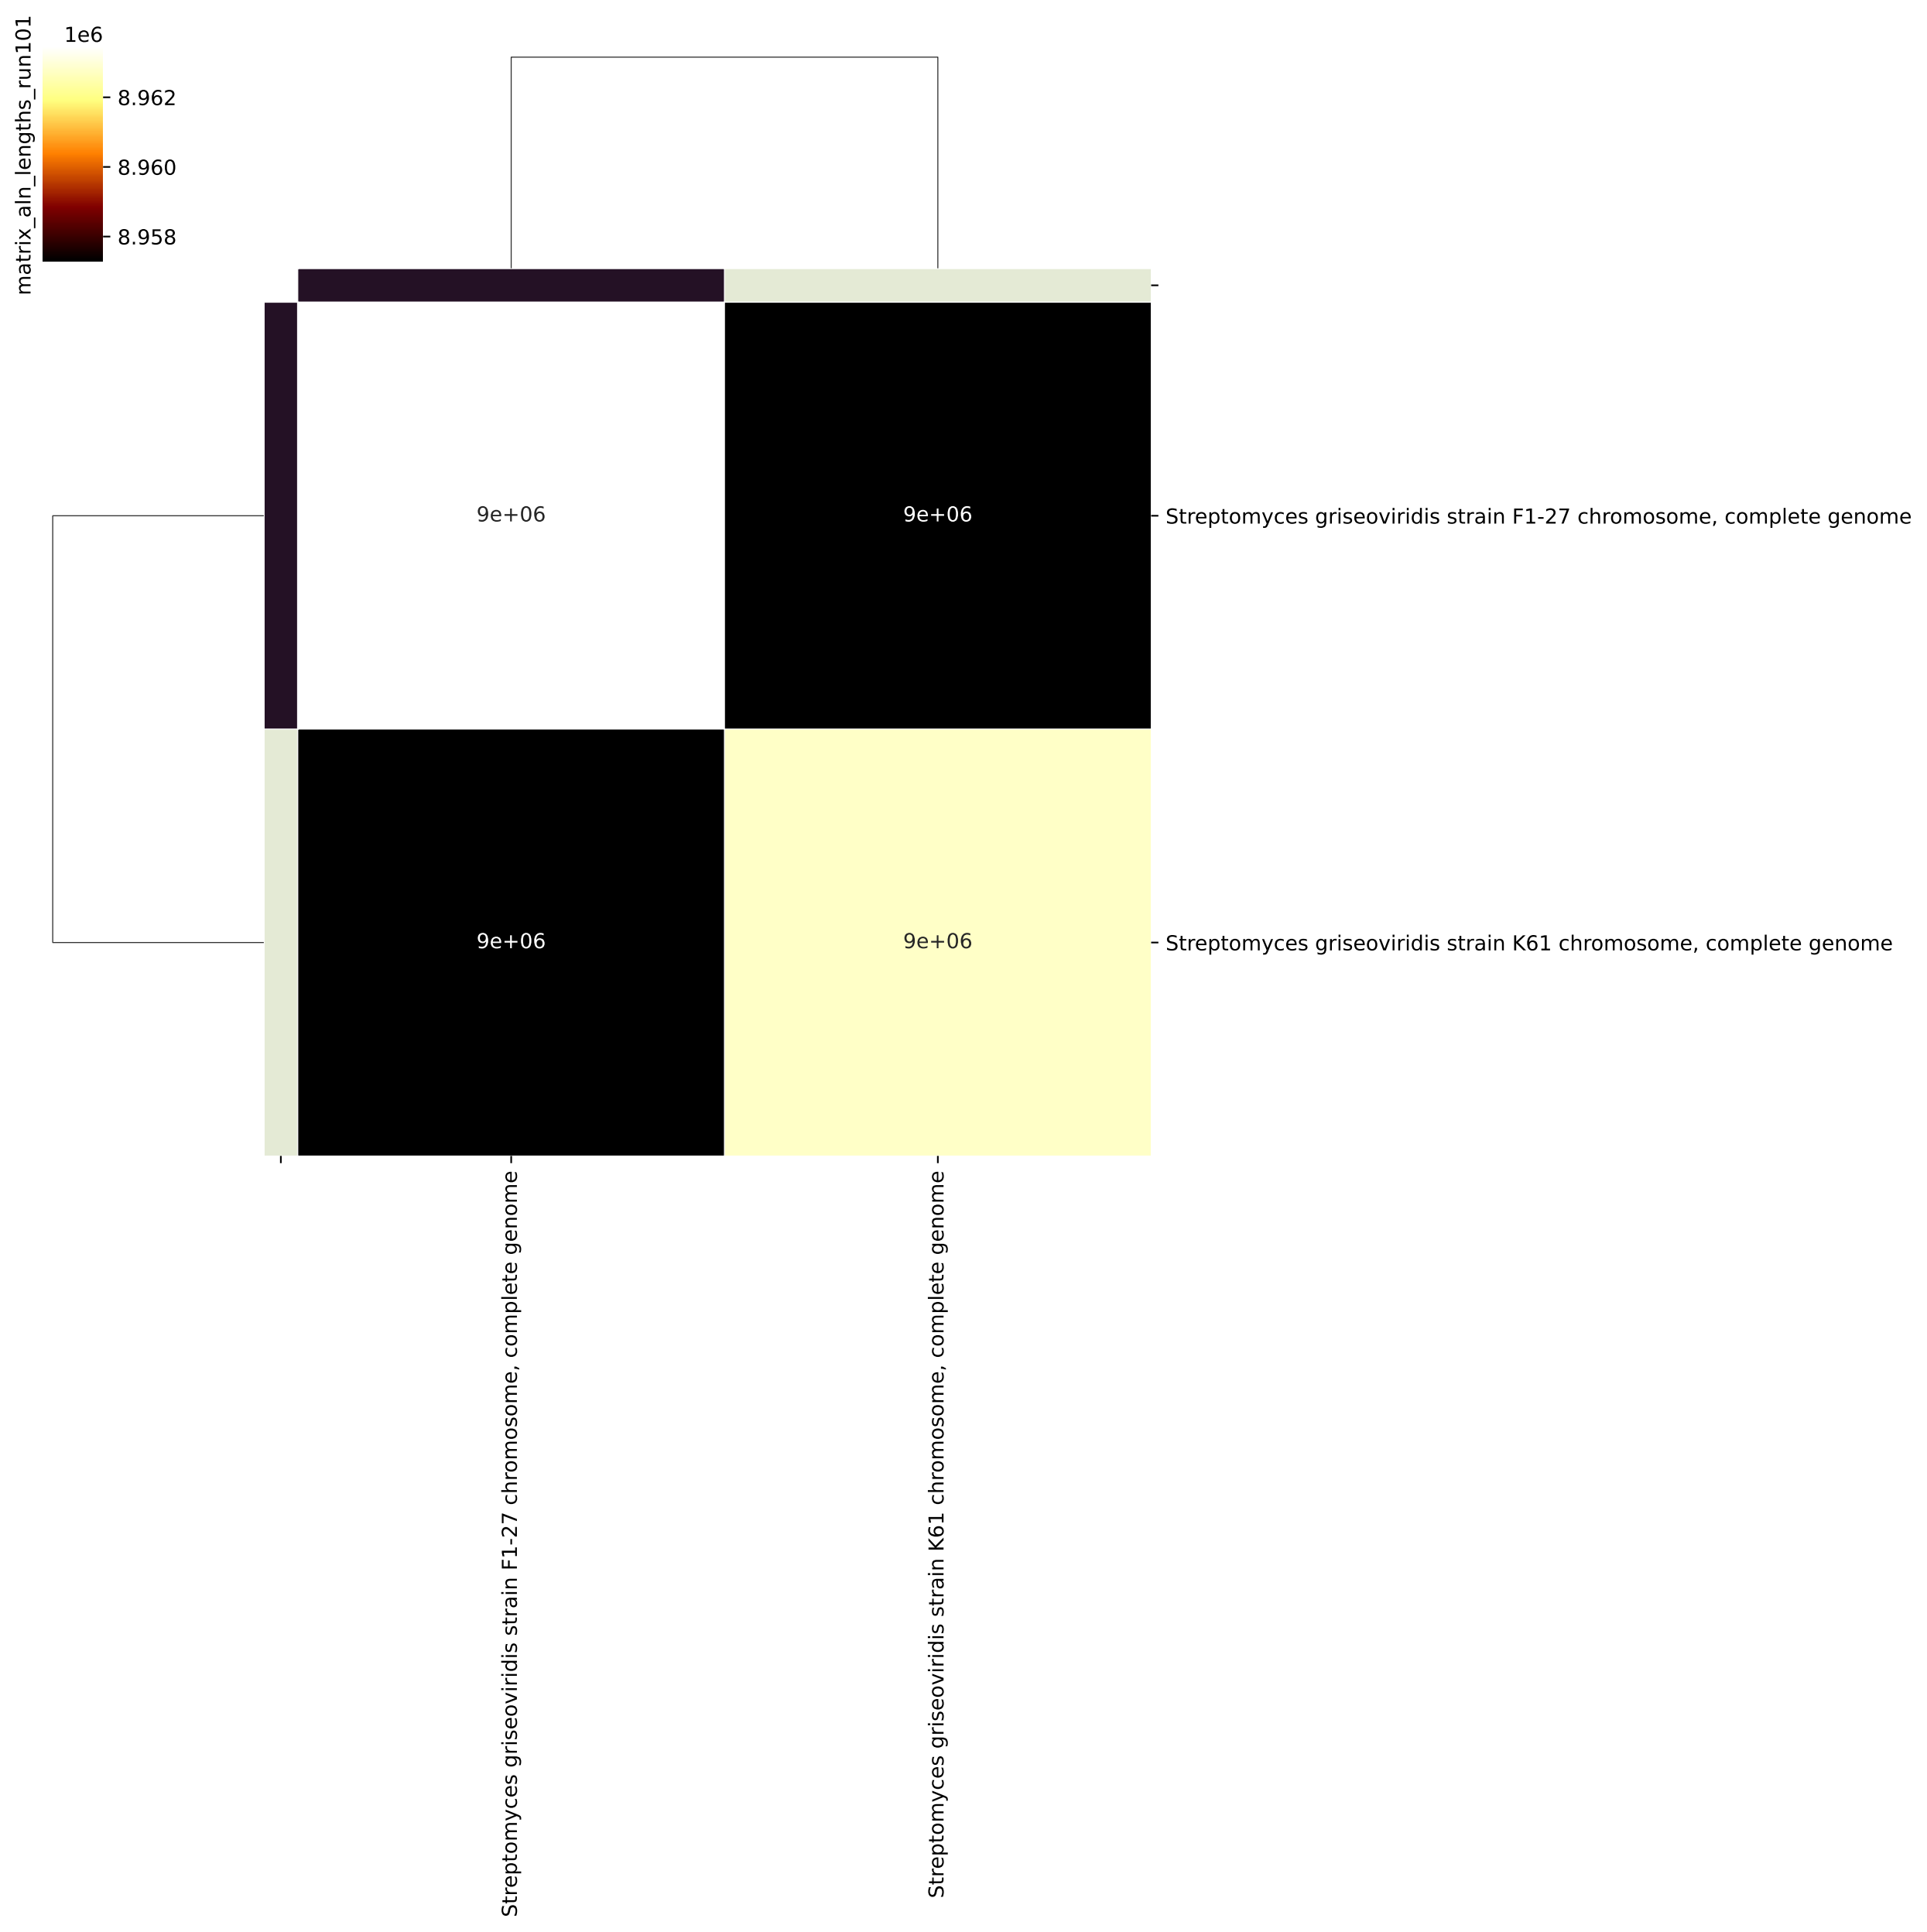 matrix_aln_lengths_run101
1e6
8.962
8.960
8.958
9e+06
9e+06
Streptomyces griseoviridis strain F1-27 chromosome, complete genome
9e+06
9e+06
Streptomyces griseoviridis strain K61 chromosome, complete genome
Streptomyces griseoviridis strain F1-27 chromosome, complete genome
Streptomyces griseoviridis strain K61 chromosome, complete genome